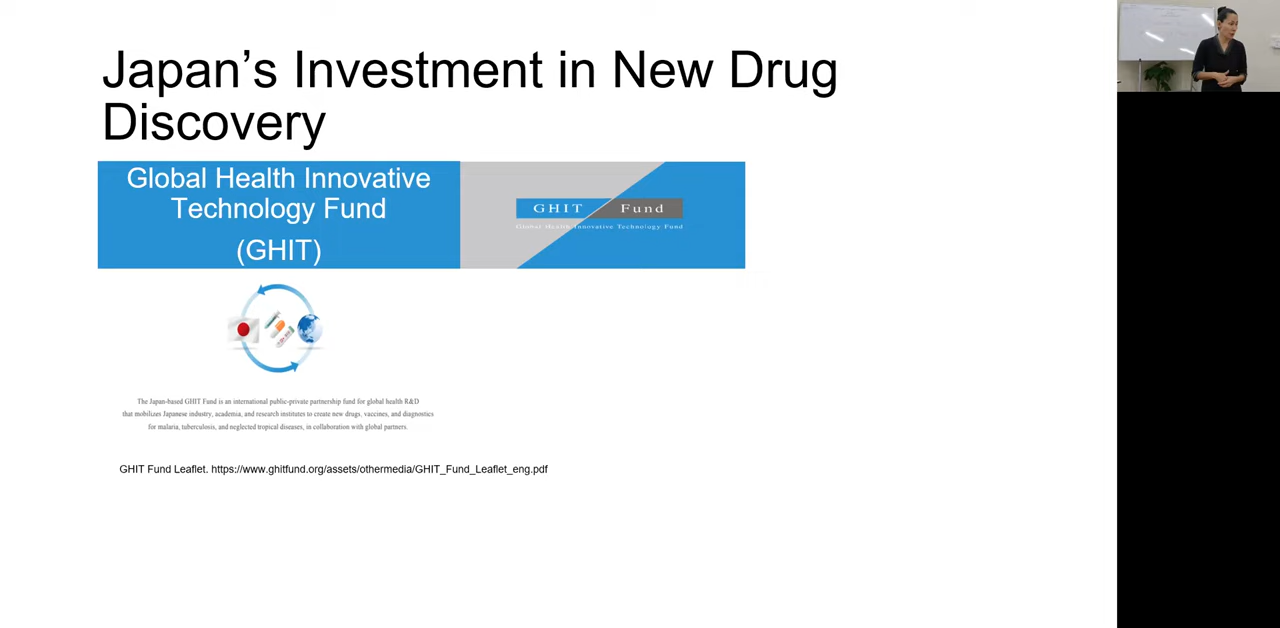 Japan’s Investment in New Drug
Discovery
Global Health Innovative
Technology Fund
(GHIT)
GHIT Fund
Global Health Innovative Technology Fund
The Japan-based GHIT Fund is an international public-private partnership fund for global health R&D
that mobilizes Japanese industry, academia, and research institutes to create new drugs, vaccines, and diagnostics
for malaria, tuberculosis, and neglected tropical diseases, in collaboration with global partners.
GHIT Fund Leaflet. https://www.ghitfund.org/assets/othermedia/GHIT_Fund_Leaflet_eng.pdf